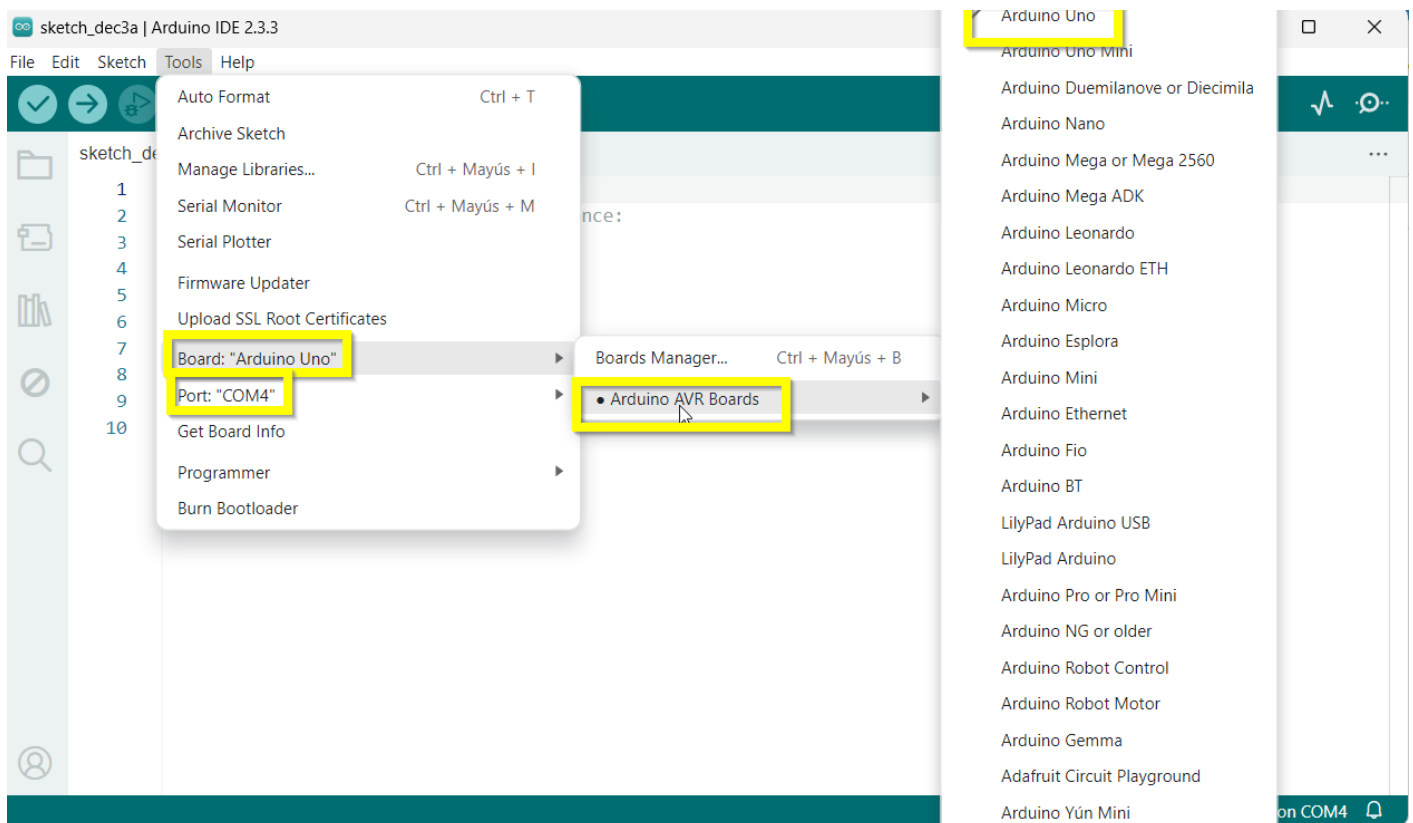 sketch_dec3a | Arduino IDE 2.3.3
File Edit Sketch Tools Help
Auto Format Ctrl + T
Archive Sketch
Manage Libraries... Ctrl + Mayús + I
Serial Monitor Ctrl + Mayús + M
Serial Plotter
Firmware Updater
Upload SSL Root Certificates
Board: "Arduino Uno"
Port: "COM4"
Get Board Info
Programmer
Burn Bootloader
Boards Manager... Ctrl + Mayús + B
• Arduino AVR Boards
Arduino Uno
Arduino Uno Mini
Arduino Duemilanove or Diecimila
Arduino Nano
Arduino Mega or Mega 2560
Arduino Mega ADK
Arduino Leonardo
Arduino Leonardo ETH
Arduino Micro
Arduino Esplora
Arduino Mini
Arduino Ethernet
Arduino Fio
Arduino BT
LilyPad Arduino USB
LilyPad Arduino
Arduino Pro or Pro Mini
Arduino NG or older
Arduino Robot Control
Arduino Robot Motor
Arduino Gemma
Adafruit Circuit Playground
Arduino Yún Mini
sketch_de
...
1
2 nce:
3
4
5
6
7
8
9
10
on COM4